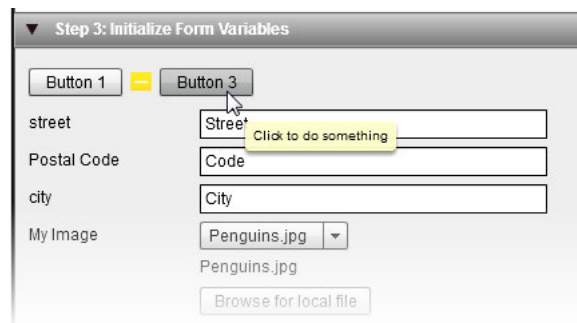 Step 3: Initialize Form Variables
Button 1 Button 3
street Street
Click to do something
Postal Code Code
city City
My Image Penguins.jpg
Penguins.jpg
Browse for local file